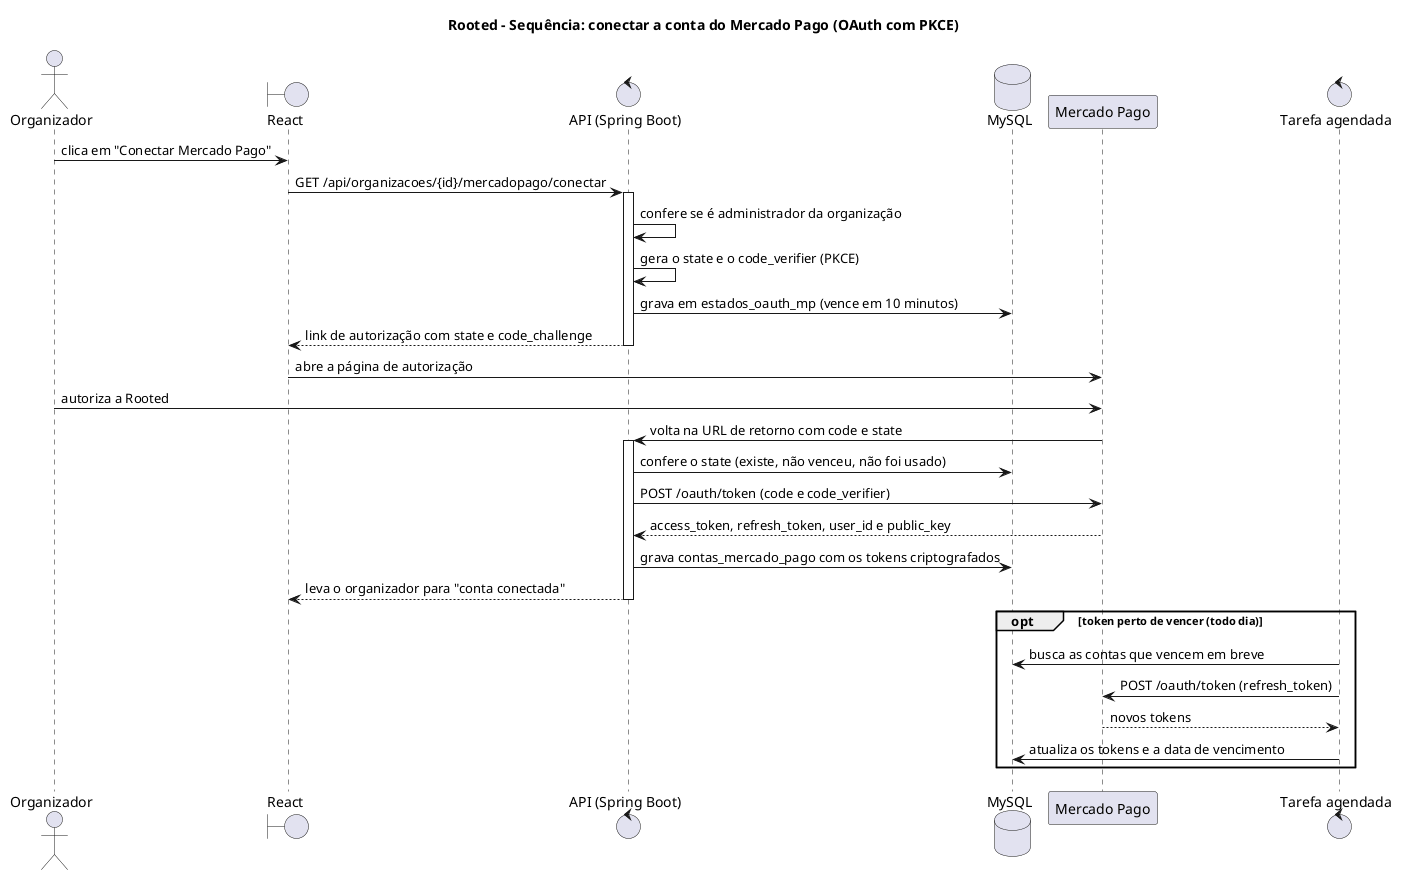 Rooted - Sequência: conectar a conta do Mercado Pago (OAuth com PKCE)
Organizador
React
API (Spring Boot)
MySQL
Mercado Pago
Tarefa agendada
clica em "Conectar Mercado Pago"
GET /api/organizacoes/{id}/mercadopago/conectar
confere se é administrador da organização
gera o state e o code_verifier (PKCE)
grava em estados_oauth_mp (vence em 10 minutos)
link de autorização com state e code_challenge
abre a página de autorização
autoriza a Rooted
volta na URL de retorno com code e state
confere o state (existe, não venceu, não foi usado)
POST /oauth/token (code e code_verifier)
access_token, refresh_token, user_id e public_key
grava contas_mercado_pago com os tokens criptografados
leva o organizador para "conta conectada"
opt [token perto de vencer (todo dia)]
busca as contas que vencem em breve
POST /oauth/token (refresh_token)
novos tokens
atualiza os tokens e a data de vencimento
Organizador
React
API (Spring Boot)
MySQL
Mercado Pago
Tarefa agendada